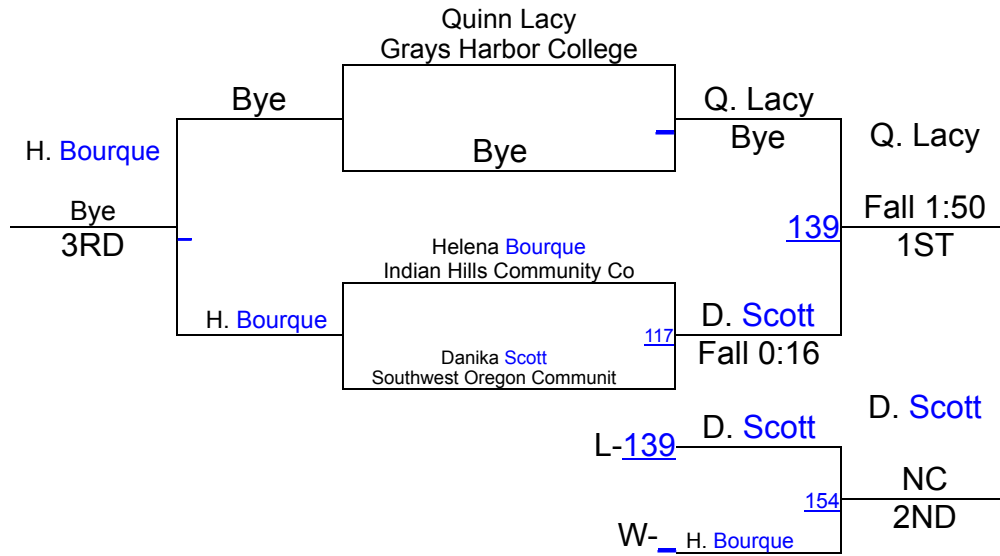 Quinn Lacy
Grays Harbor College
Bye
Q. Lacy
H. Bourque
Bye
Bye
Q. Lacy
Bye
3RD
139
Fall 1:50
1ST
Helena Bourque
Indian Hills Community Co
H. Bourque
117
D. Scott
Fall 0:16
Danika Scott
Southwest Oregon Communit
D. Scott
L-139
D. Scott
NC
154
2ND
W-_
H. Bourque